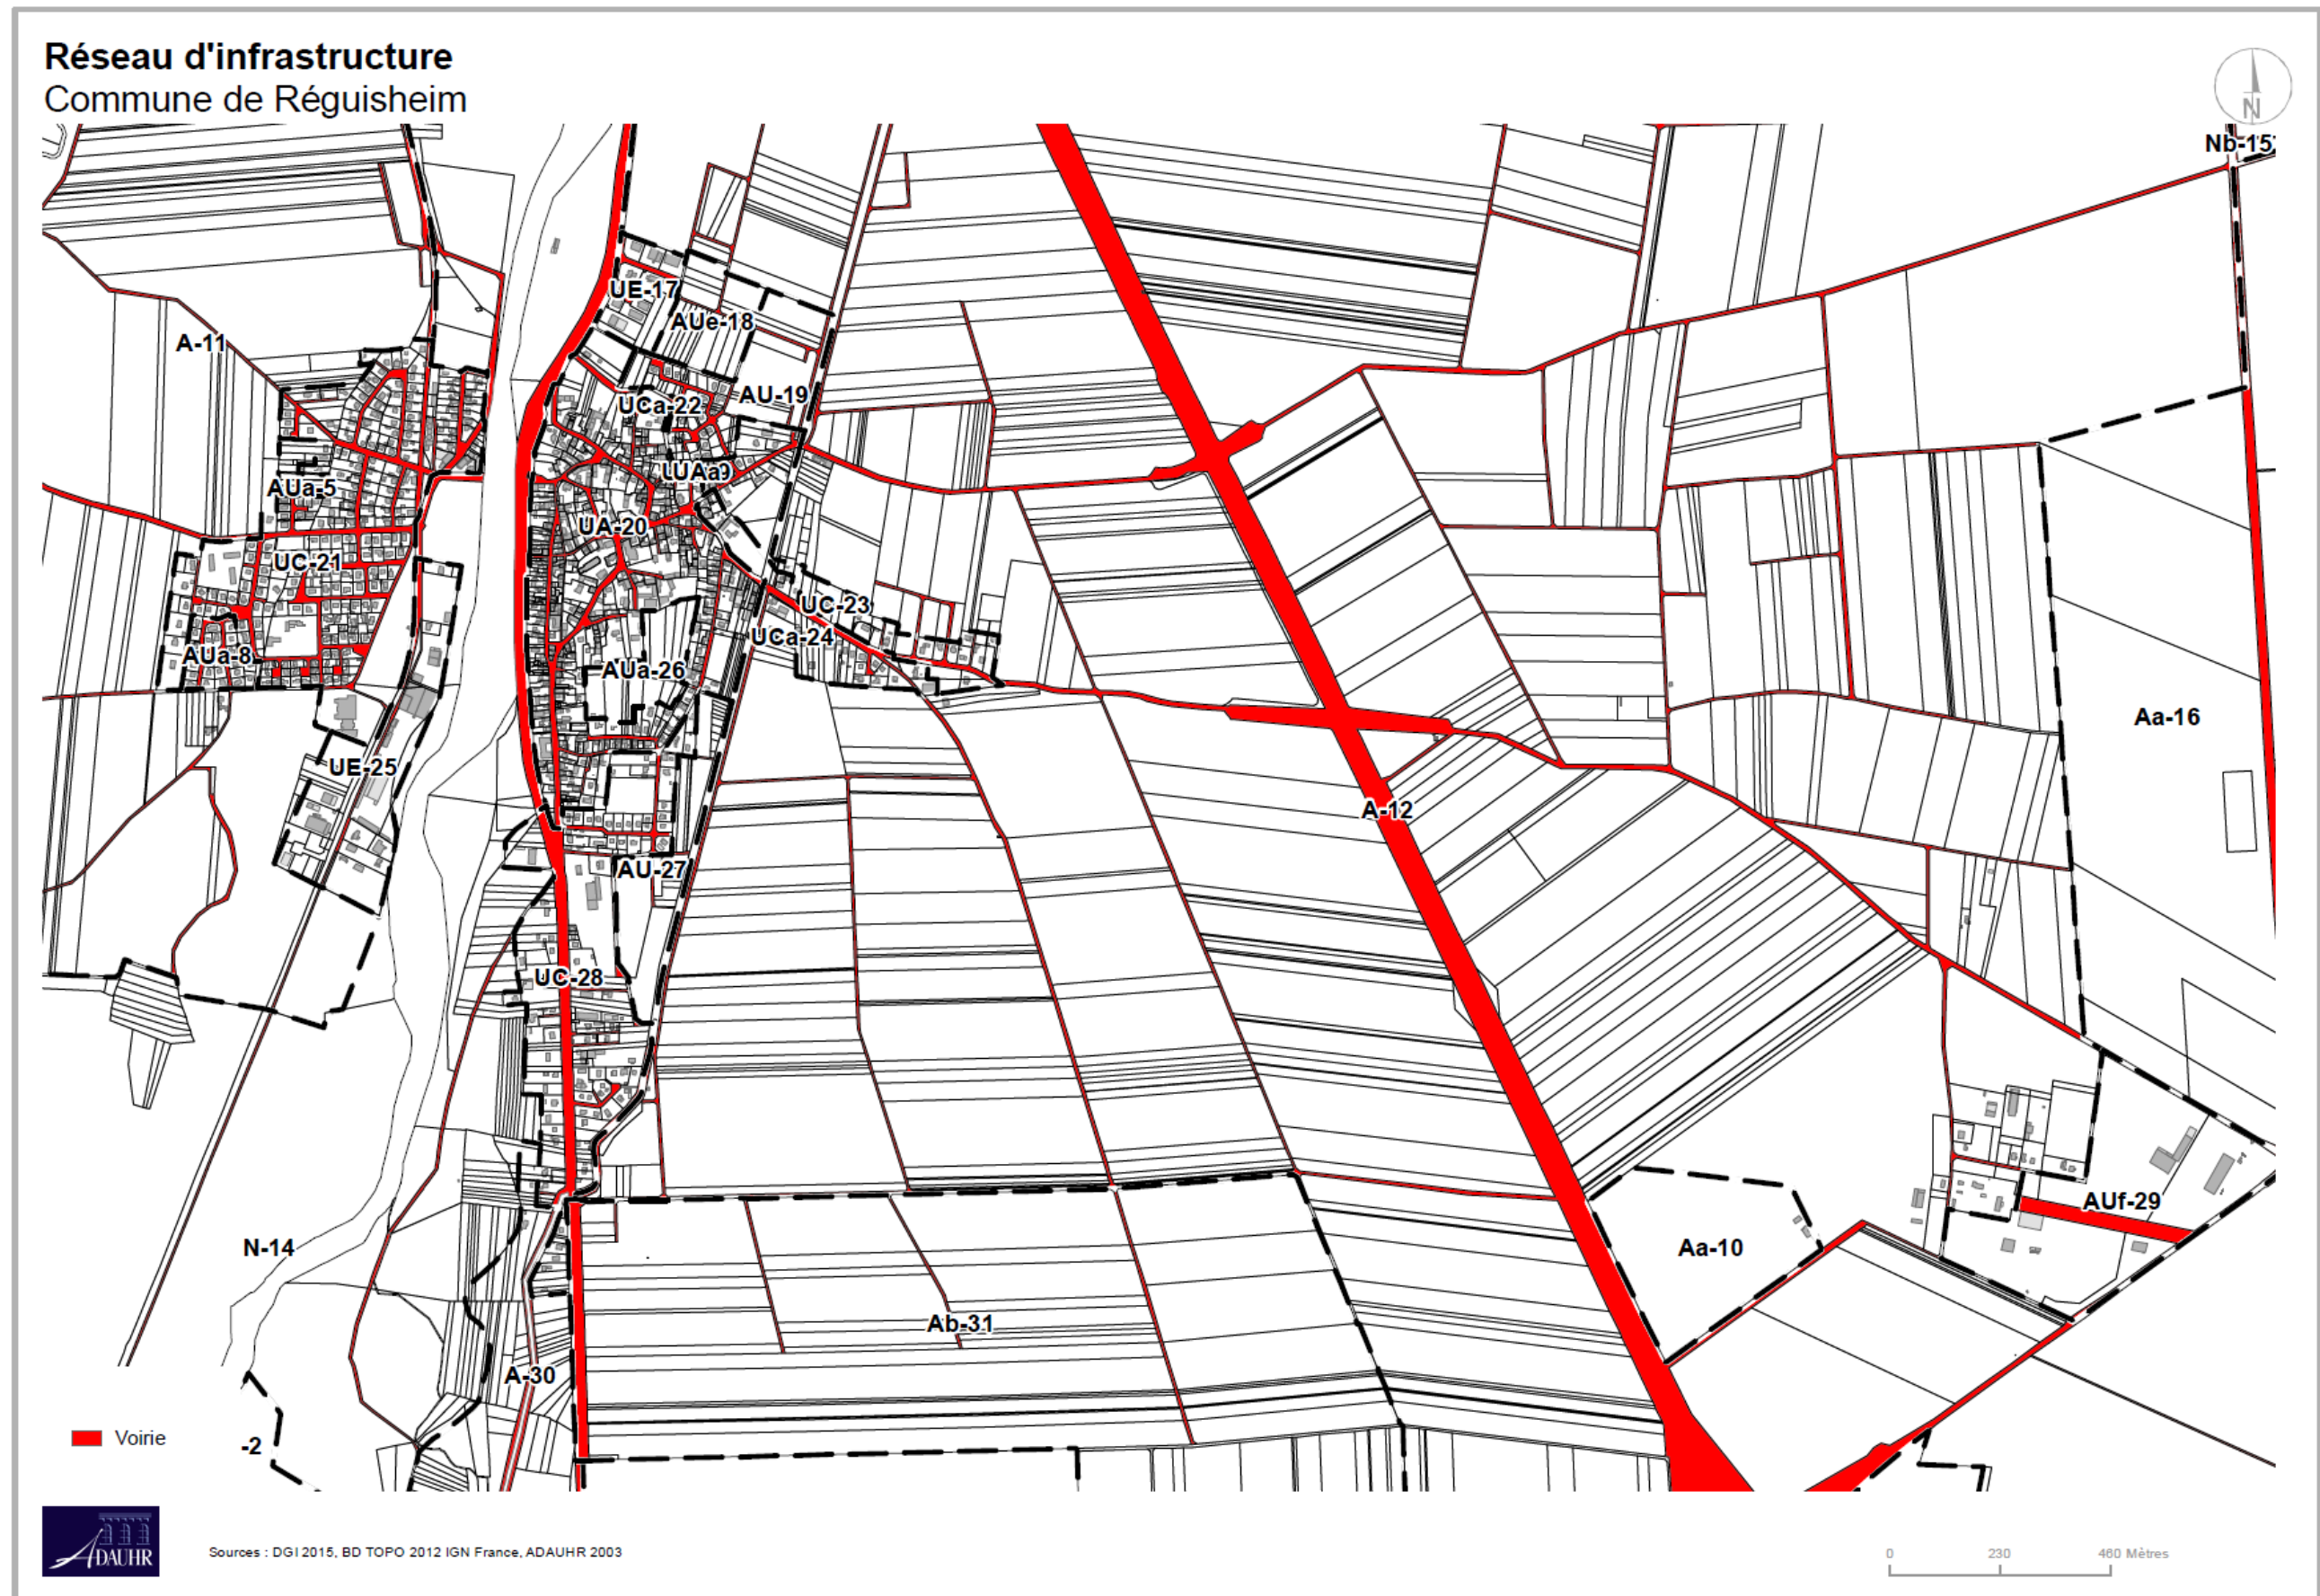 Réseau d'infrastructure
Commune de Réguisheim
N
Nb-15
UE-17
AUe-18
A-11
AU-19
UCa-22
AUa-5
UA-20
UC-21
UC-23
UCa-24
AUa-8
AUa-26
Aa-16
UE-25
A-12
AU-27
UC-28
AUf-29
N-14
Aa-10
Ab-31
A-30
Voirie
-2
ADAUHR
Sources : DGI 2015, BD TOPO 2012 IGN France, ADAUHR 2003
0 230 460 Mètres